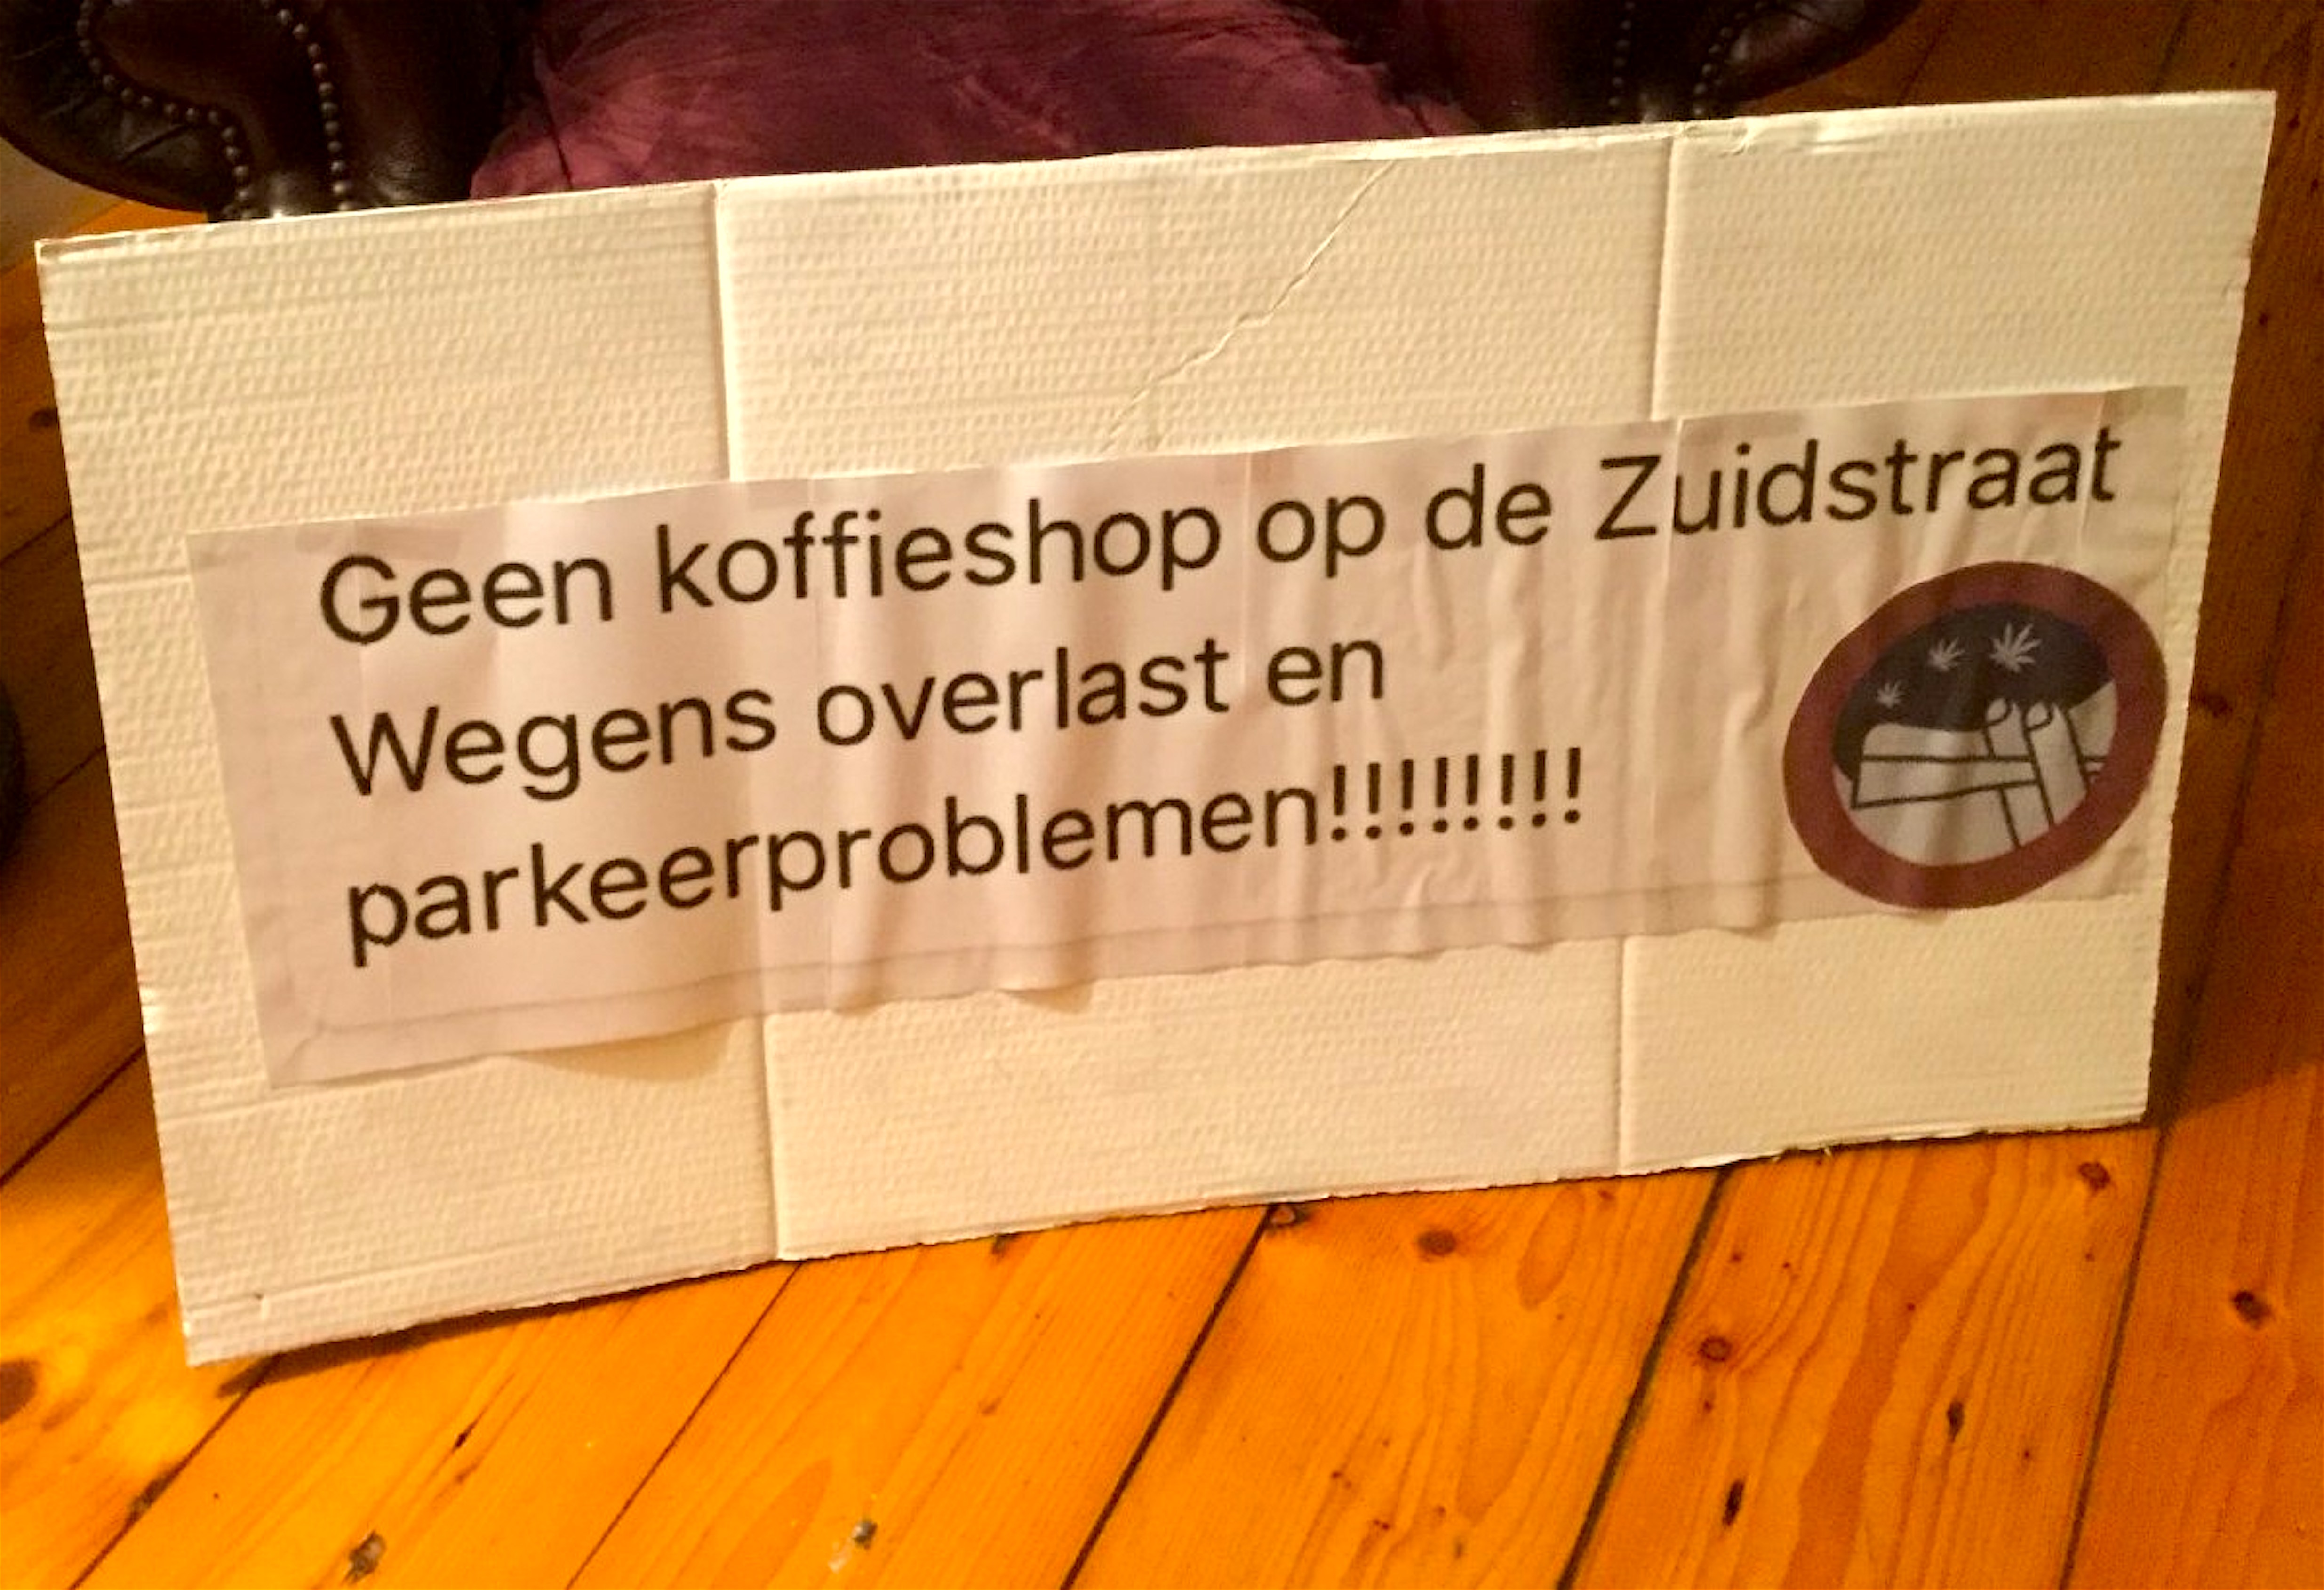 Geen koffieshop op de Zuidstraat
Wegens overlast en
parkeerproblemen!!!!!!!!